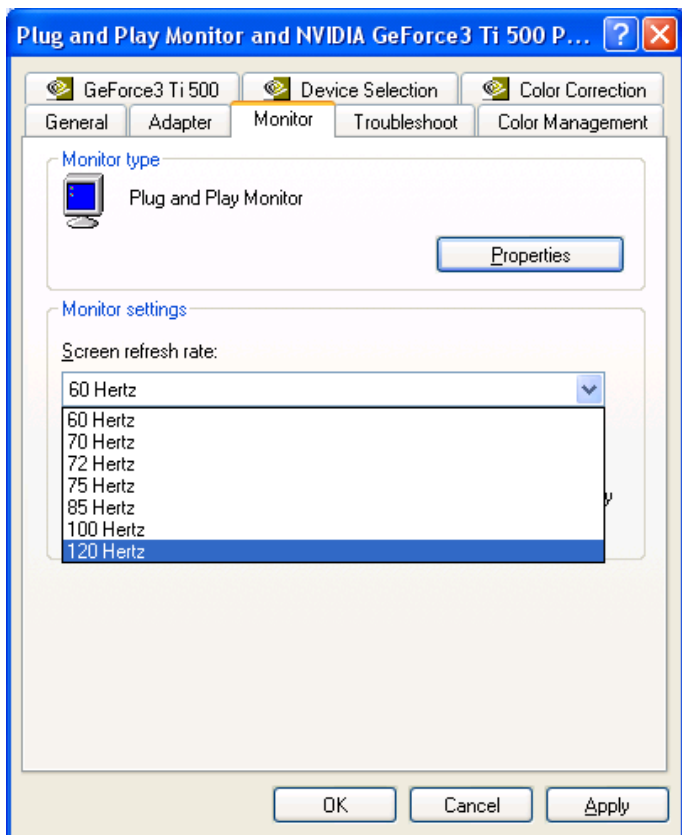 Plug and Play Monitor and NVIDIA GeForce3 Ti 500 P...
GeForce3 Ti 500 Device Selection Color Correction
General Adapter Monitor Troubleshoot Color Management
Monitor type
Plug and Play Monitor
Properties
Monitor settings
Screen refresh rate:
60 Hertz
60 Hertz
70 Hertz
72 Hertz
75 Hertz
85 Hertz
100 Hertz
120 Hertz
OK Cancel Apply